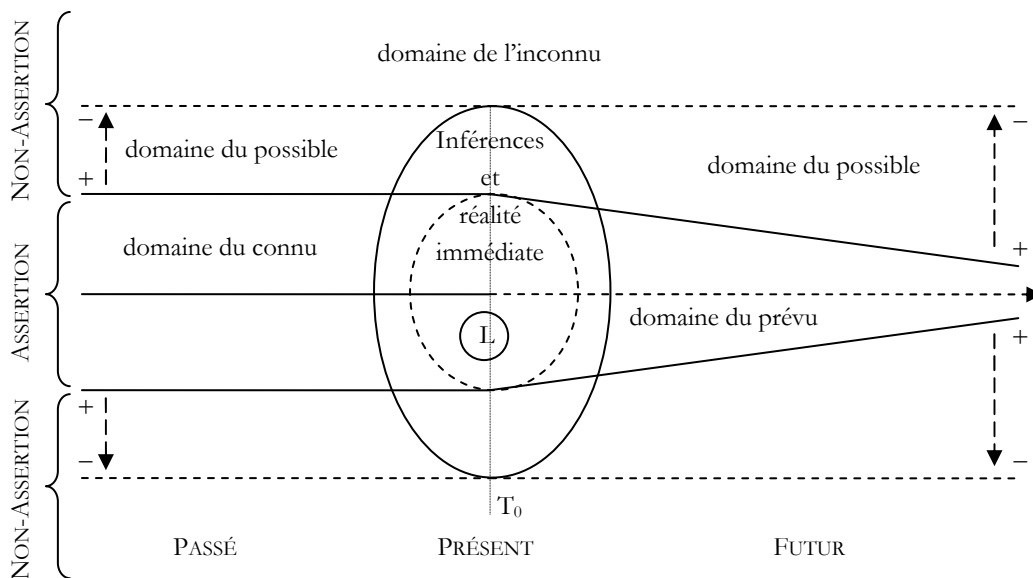 domaine de l’inconnu
NON-ASSERTION
−
−
Inférences
domaine du possible
et
domaine du possible
+
réalité
immédiate
domaine du connu
+
ASSERTION
domaine du prévu
L
+
+
−
−
NON-ASSERTION
T₀
PASSÉ
PRÉSENT
FUTUR